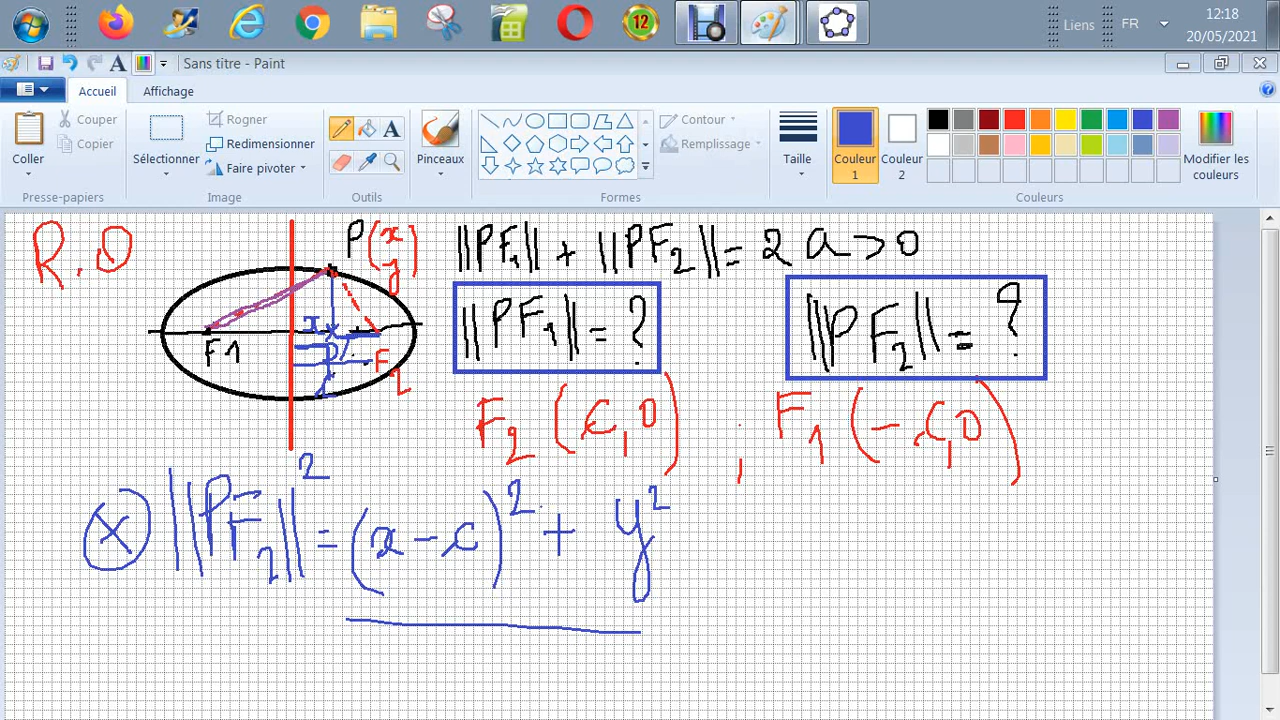 12
Liens
FR
12:18
20/05/2021
Sans titre - Paint
Accueil
Affichage
Coller
Couper
Copier
Presse-papiers
Sélectionner
Rogner
Redimensionner
Faire pivoter
Image
Outils
Pinceaux
Contour
Remplissage
Formes
Taille
Couleur 1
Couleur 2
Modifier les couleurs
Couleurs
R.O
P(x y)
||PF1|| + ||PF2|| = 2 a > 0
||PF1|| = ?
||PF2|| = ?
x
F1
F2
F2 (c, 0) , F1 (-c, 0)
||PF2||² = (x - c)² + y²